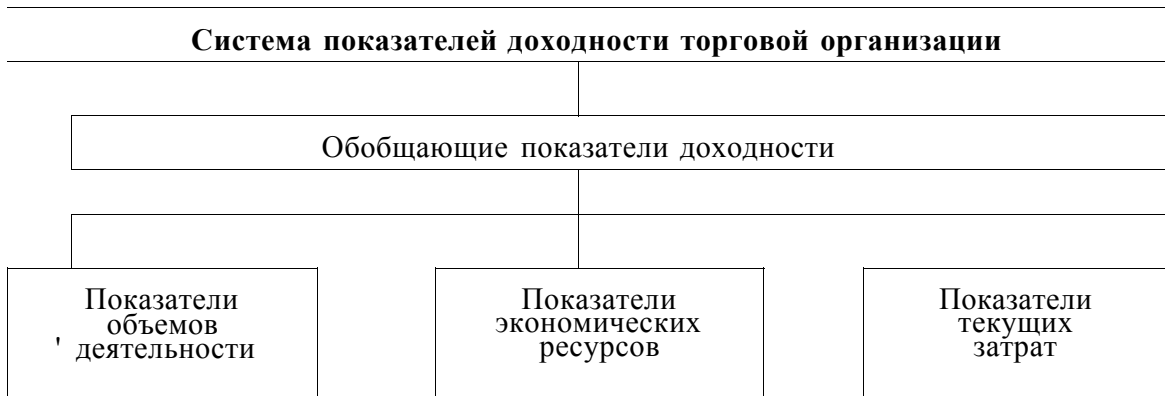 Система показателей доходности торговой организации
Обобщающие показатели доходности
Показатели
объемов
' деятельности
Показатели
экономических
ресурсов
Показатели
текущих
затрат